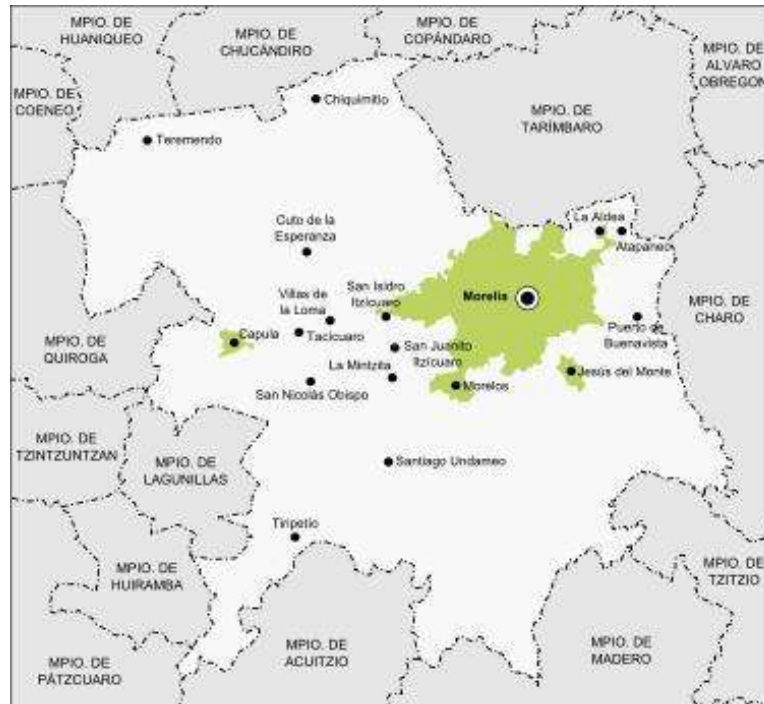 MPIO. DE
HUANIQUEO
MPIO. DE
CHUCÁNDIRO
MPIO. DE
COPÁNDARO
MPIO. DE
ALVARO
OBREGON
MPIO. DE
COENEO
Chiquimitio
MPIO. DE
TARÍMBARO
Teremendo
Cuto de la
Esperanza
La Aldea
Atapaneo
Villas de
la Loma
San Isidro
Itzícuaro
Morelia
MPIO. DE
CHARO
MPIO. DE
QUIROGA
Capula
Tacícuaro
San Juanito
Itzícuaro
Puerto de
Buenavista
La Mintzita
San Nicolás Obispo
Morelos
Jesús del Monte
MPIO. DE
TZINTZUNTZAN
MPIO. DE
LAGUNILLAS
Santiago Undameo
Tiripetío
MPIO. DE
HUIRAMBA
MPIO. DE
TZITZIO
MPIO. DE
PÁTZCUARO
MPIO. DE
ACUITZIO
MPIO. DE
MADERO